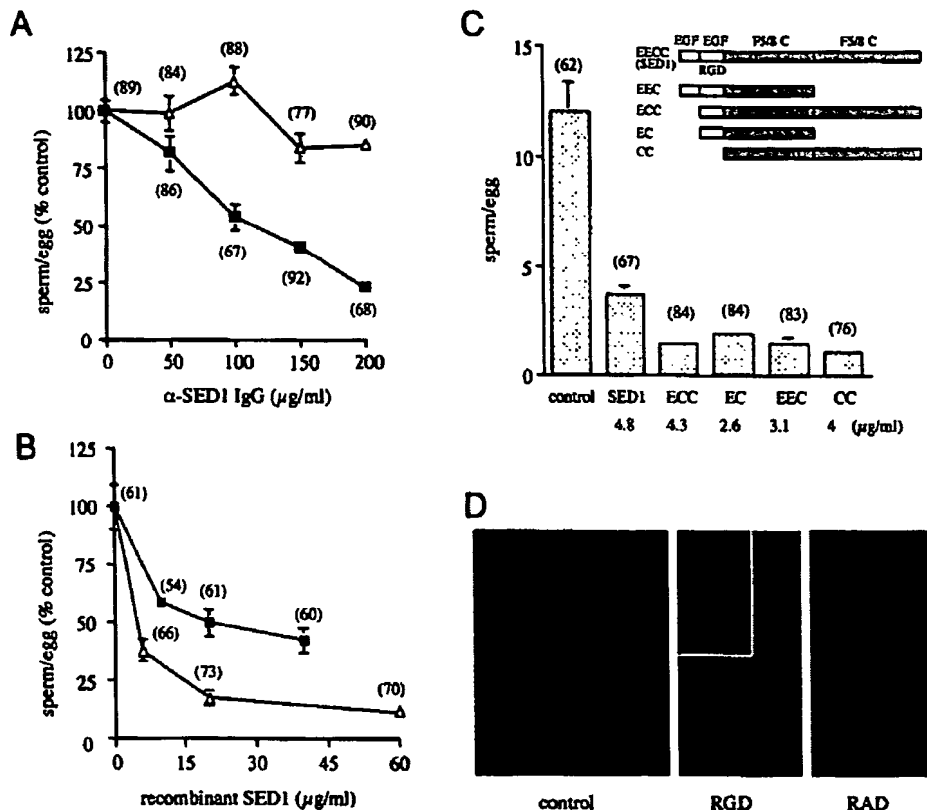 A
125
100
75
50
25
0
sperm/egg (% control)
(89)
(84)
(88)
(77)
(90)
(86)
(67)
(92)
(68)
0 50 100 150 200
α-SED1 IgG (µg/ml)
B
125
100
75
50
25
0
sperm/egg (% control)
(61)
(54)
(61)
(60)
(66)
(73)
(70)
0 15 30 45 60
recombinant SED1 (µg/ml)
C
15
10
5
0
sperm/egg
(62)
(67)
(84)
(84)
(83)
(76)
control SED1 ECC EC EEC CC
4.8 4.3 2.6 3.1 4 (µg/ml)
EGF EGF F5/8 C F5/8 C
EECC
(SED1)
RGD
EEC
ECC
EC
CC
D
control RGD RAD